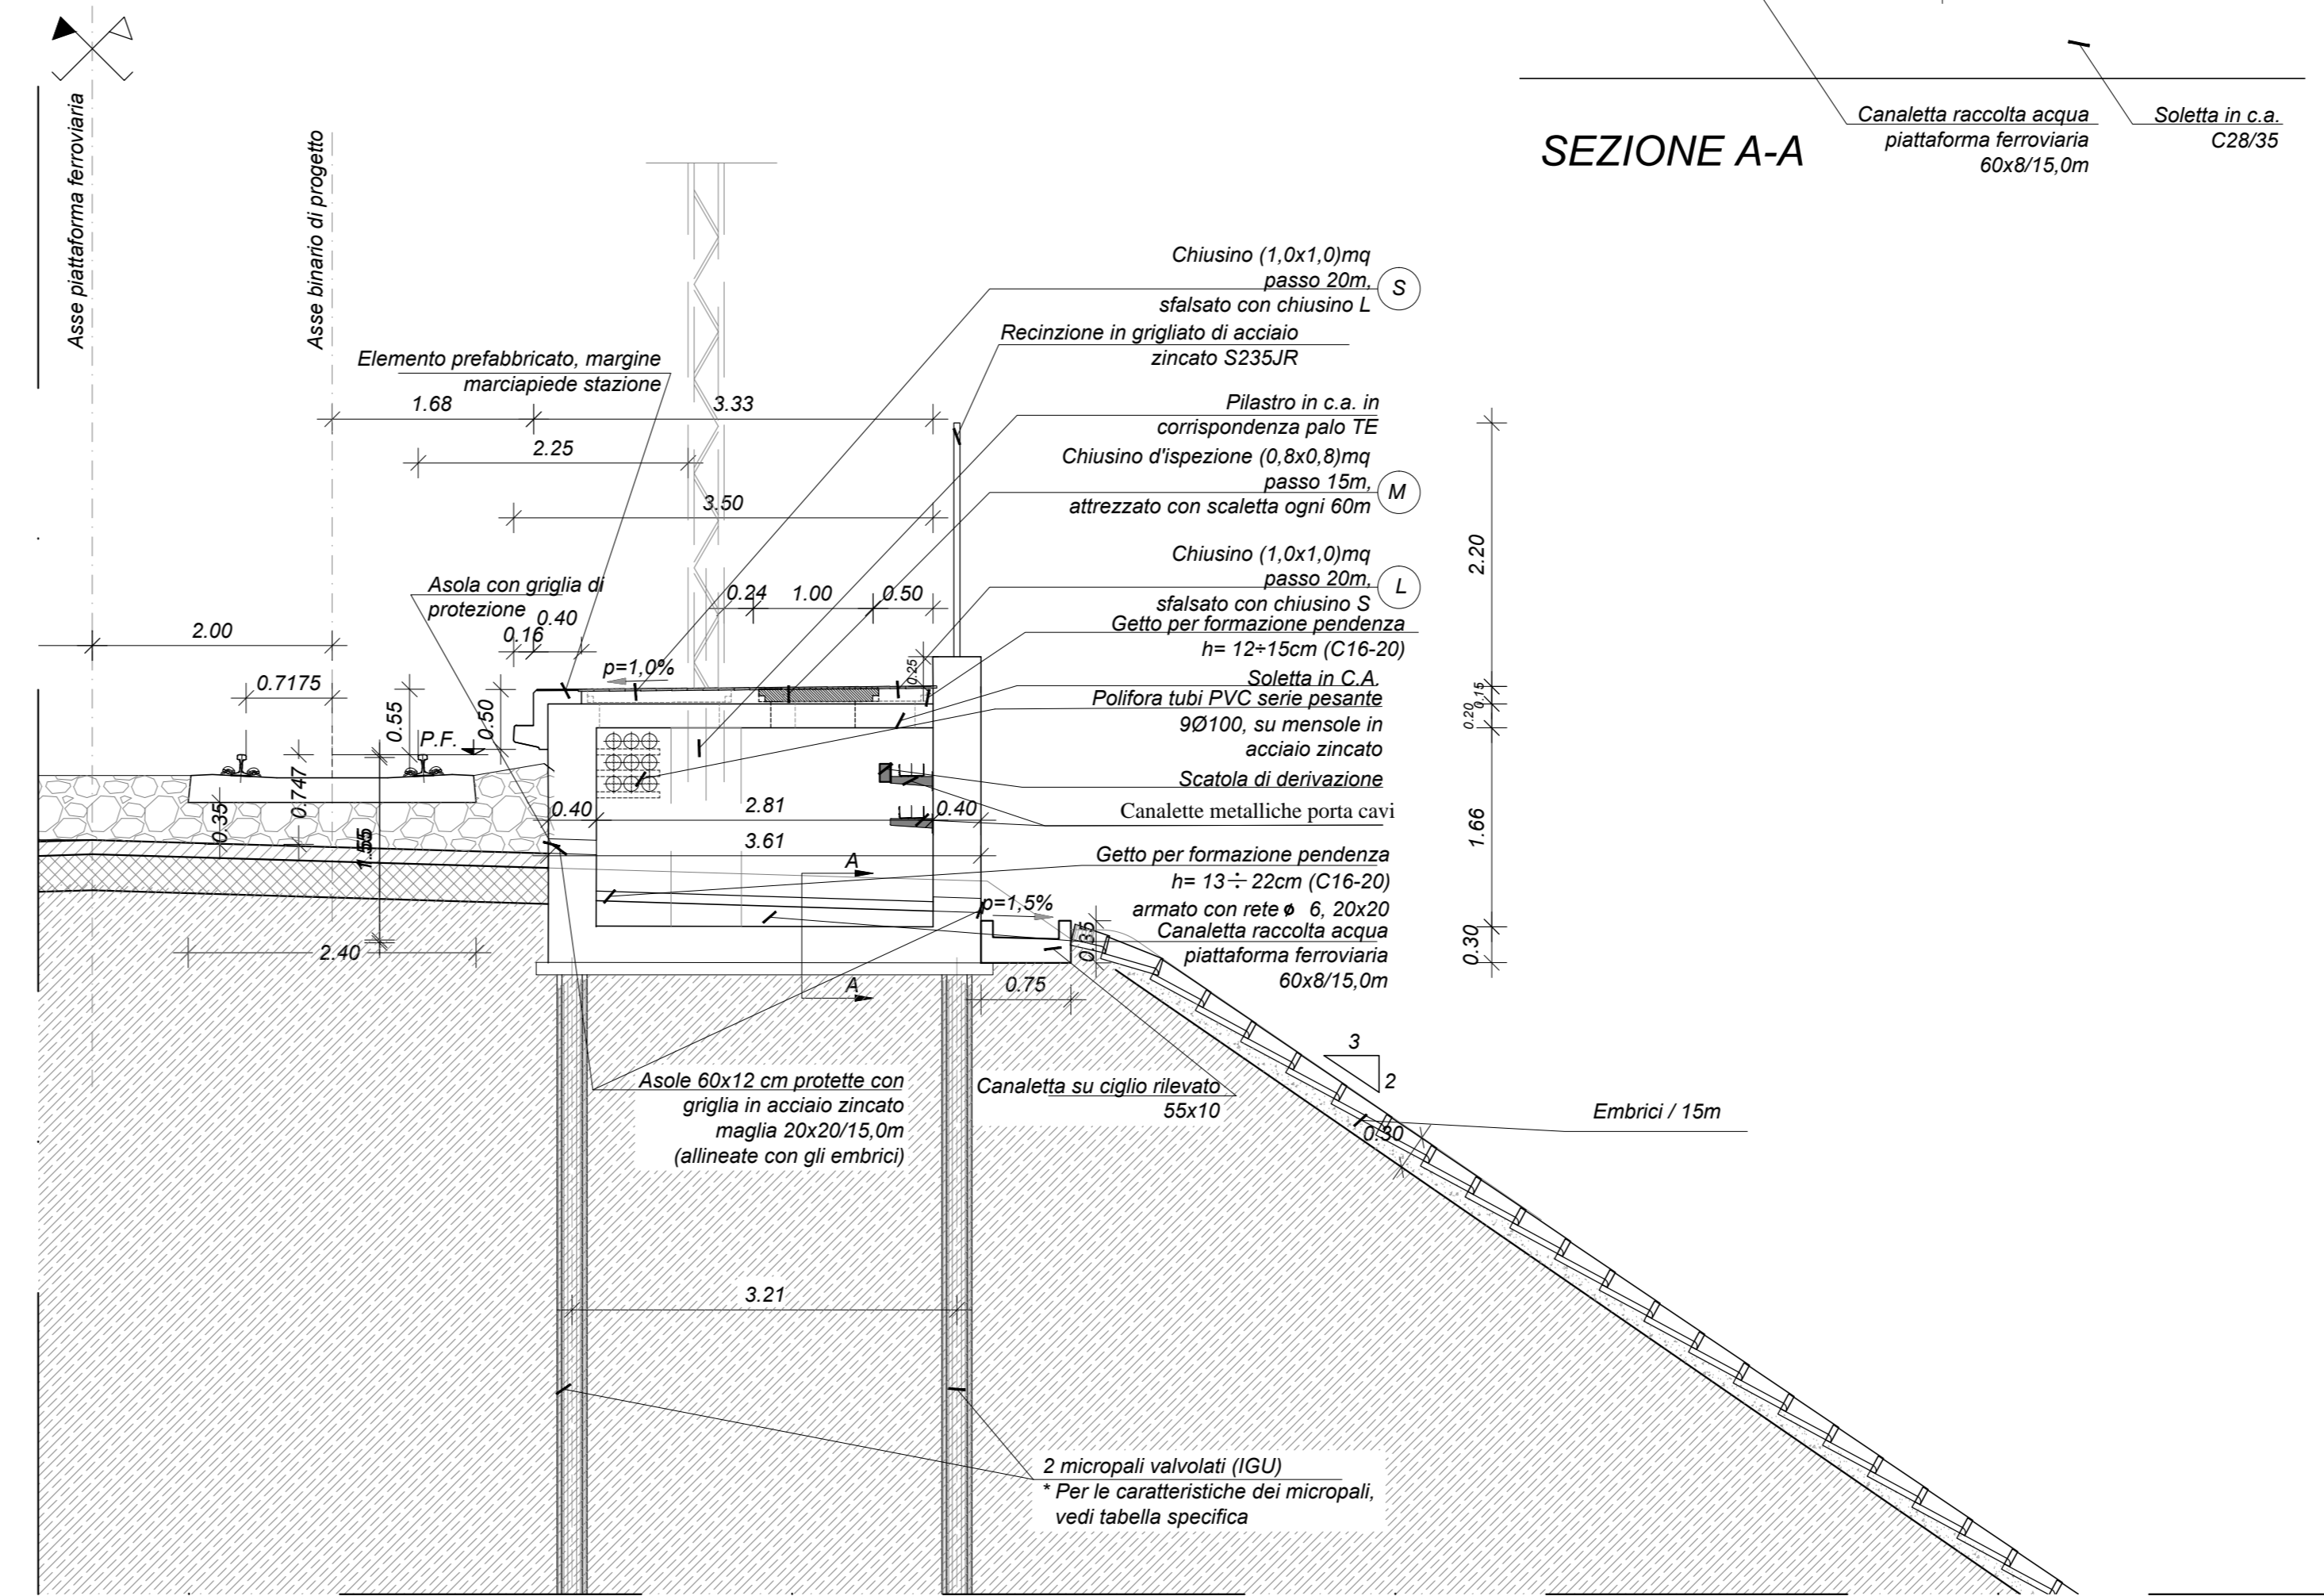 Asse piattaforma ferroviaria
Asse binario di progetto
SEZIONE A-A
Canaletta raccolta acqua
piattaforma ferroviaria
60x8/15,0m
Soletta in c.a.
C28/35
Chiusino (1,0x1,0)mq
passo 20m,
sfalsato con chiusino L
S
Recinzione in grigliato di acciaio
zincato S235JR
Elemento prefabbricato, margine
marciapiede stazione
1.68
3.33
Pilastro in c.a. in
corrispondenza palo TE
2.25
Chiusino d'ispezione (0,8x0,8)mq
passo 15m,
attrezzato con scaletta ogni 60m
M
3.50
2.20
Chiusino (1,0x1,0)mq
passo 20m,
sfalsato con chiusino S
L
Asola con griglia di
protezione
0.24
1.00
0.50
0.40
0.16
2.00
Getto per formazione pendenza
h= 12÷15cm (C16-20)
p=1,0%
0.25
0.7175
0.55
0.50
Soletta in C.A.
Polifora tubi PVC serie pesante
9Ø100, su mensole in
acciaio zincato
0.15
0.20
P.F.
0.747
0.35
1.55
Scatola di derivazione
Canalette metalliche porta cavi
0.40
2.81
0.40
3.61
1.66
Getto per formazione pendenza
h= 13÷ 22cm (C16-20)
armato con rete ø 6, 20x20
A
p=1,5%
Canaletta raccolta acqua
piattaforma ferroviaria
60x8/15,0m
0.35
0.30
2.40
A
0.75
3
2
Asole 60x12 cm protette con
griglia in acciaio zincato
maglia 20x20/15,0m
(allineate con gli embrici)
Canaletta su ciglio rilevato
55x10
Embrici / 15m
0.30
3.21
2 micropali valvolati (IGU)
* Per le caratteristiche dei micropali,
vedi tabella specifica